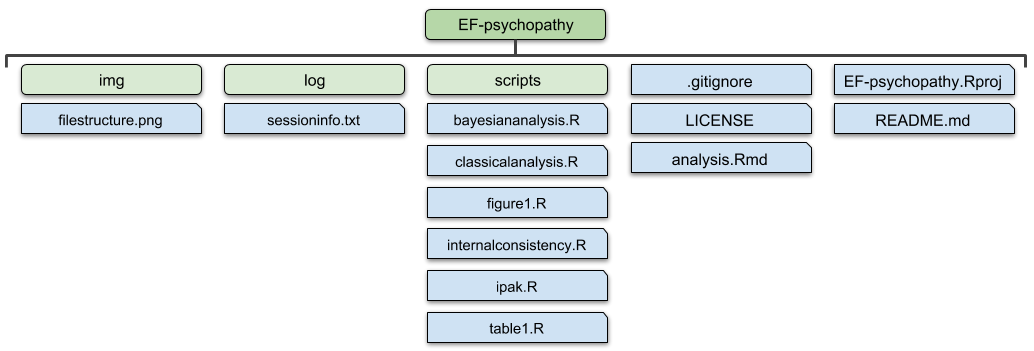 EF-psychopathy
img
log
scripts
.gitignore
EF-psychopathy.Rproj
filestructure.png
sessioninfo.txt
bayesiananalysis.R
LICENSE
README.md
classicalanalysis.R
analysis.Rmd
figure1.R
internalconsistency.R
ipak.R
table1.R